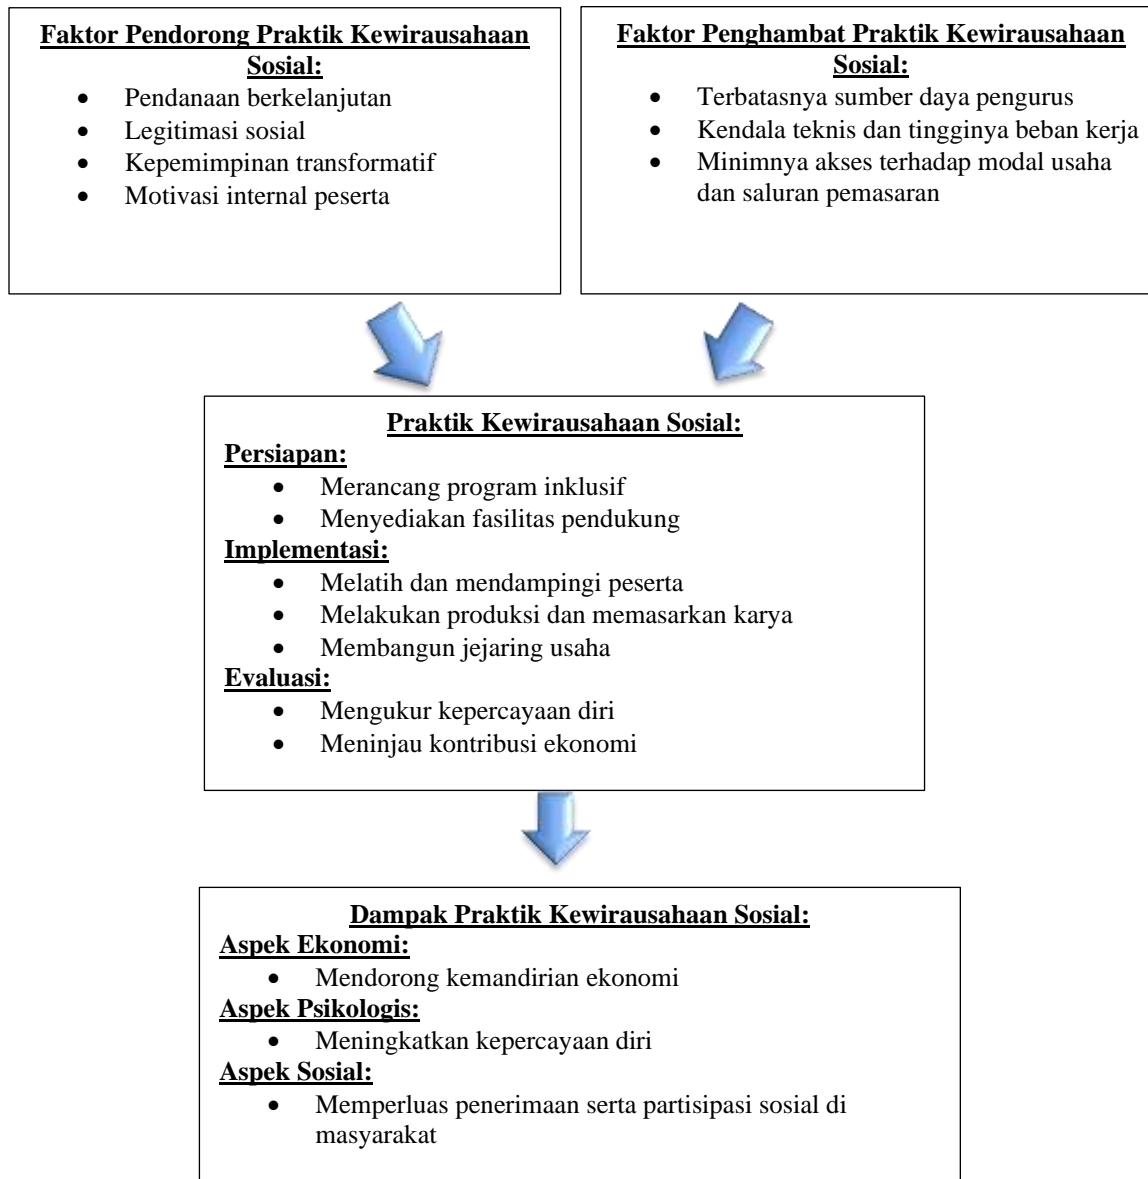 Faktor Pendorong Praktik Kewirausahaan
Sosial:
• Pendanaan berkelanjutan
• Legitimasi sosial
• Kepemimpinan transformatif
• Motivasi internal peserta
Faktor Penghambat Praktik Kewirausahaan
Sosial:
• Terbatasnya sumber daya pengurus
• Kendala teknis dan tingginya beban kerja
• Minimnya akses terhadap modal usaha
dan saluran pemasaran
Praktik Kewirausahaan Sosial:
Persiapan:
• Merancang program inklusif
• Menyediakan fasilitas pendukung
Implementasi:
• Melatih dan mendampingi peserta
• Melakukan produksi dan memasarkan karya
• Membangun jejaring usaha
Evaluasi:
• Mengukur kepercayaan diri
• Meninjau kontribusi ekonomi
Dampak Praktik Kewirausahaan Sosial:
Aspek Ekonomi:
• Mendorong kemandirian ekonomi
Aspek Psikologis:
• Meningkatkan kepercayaan diri
Aspek Sosial:
• Memperluas penerimaan serta partisipasi sosial di
masyarakat